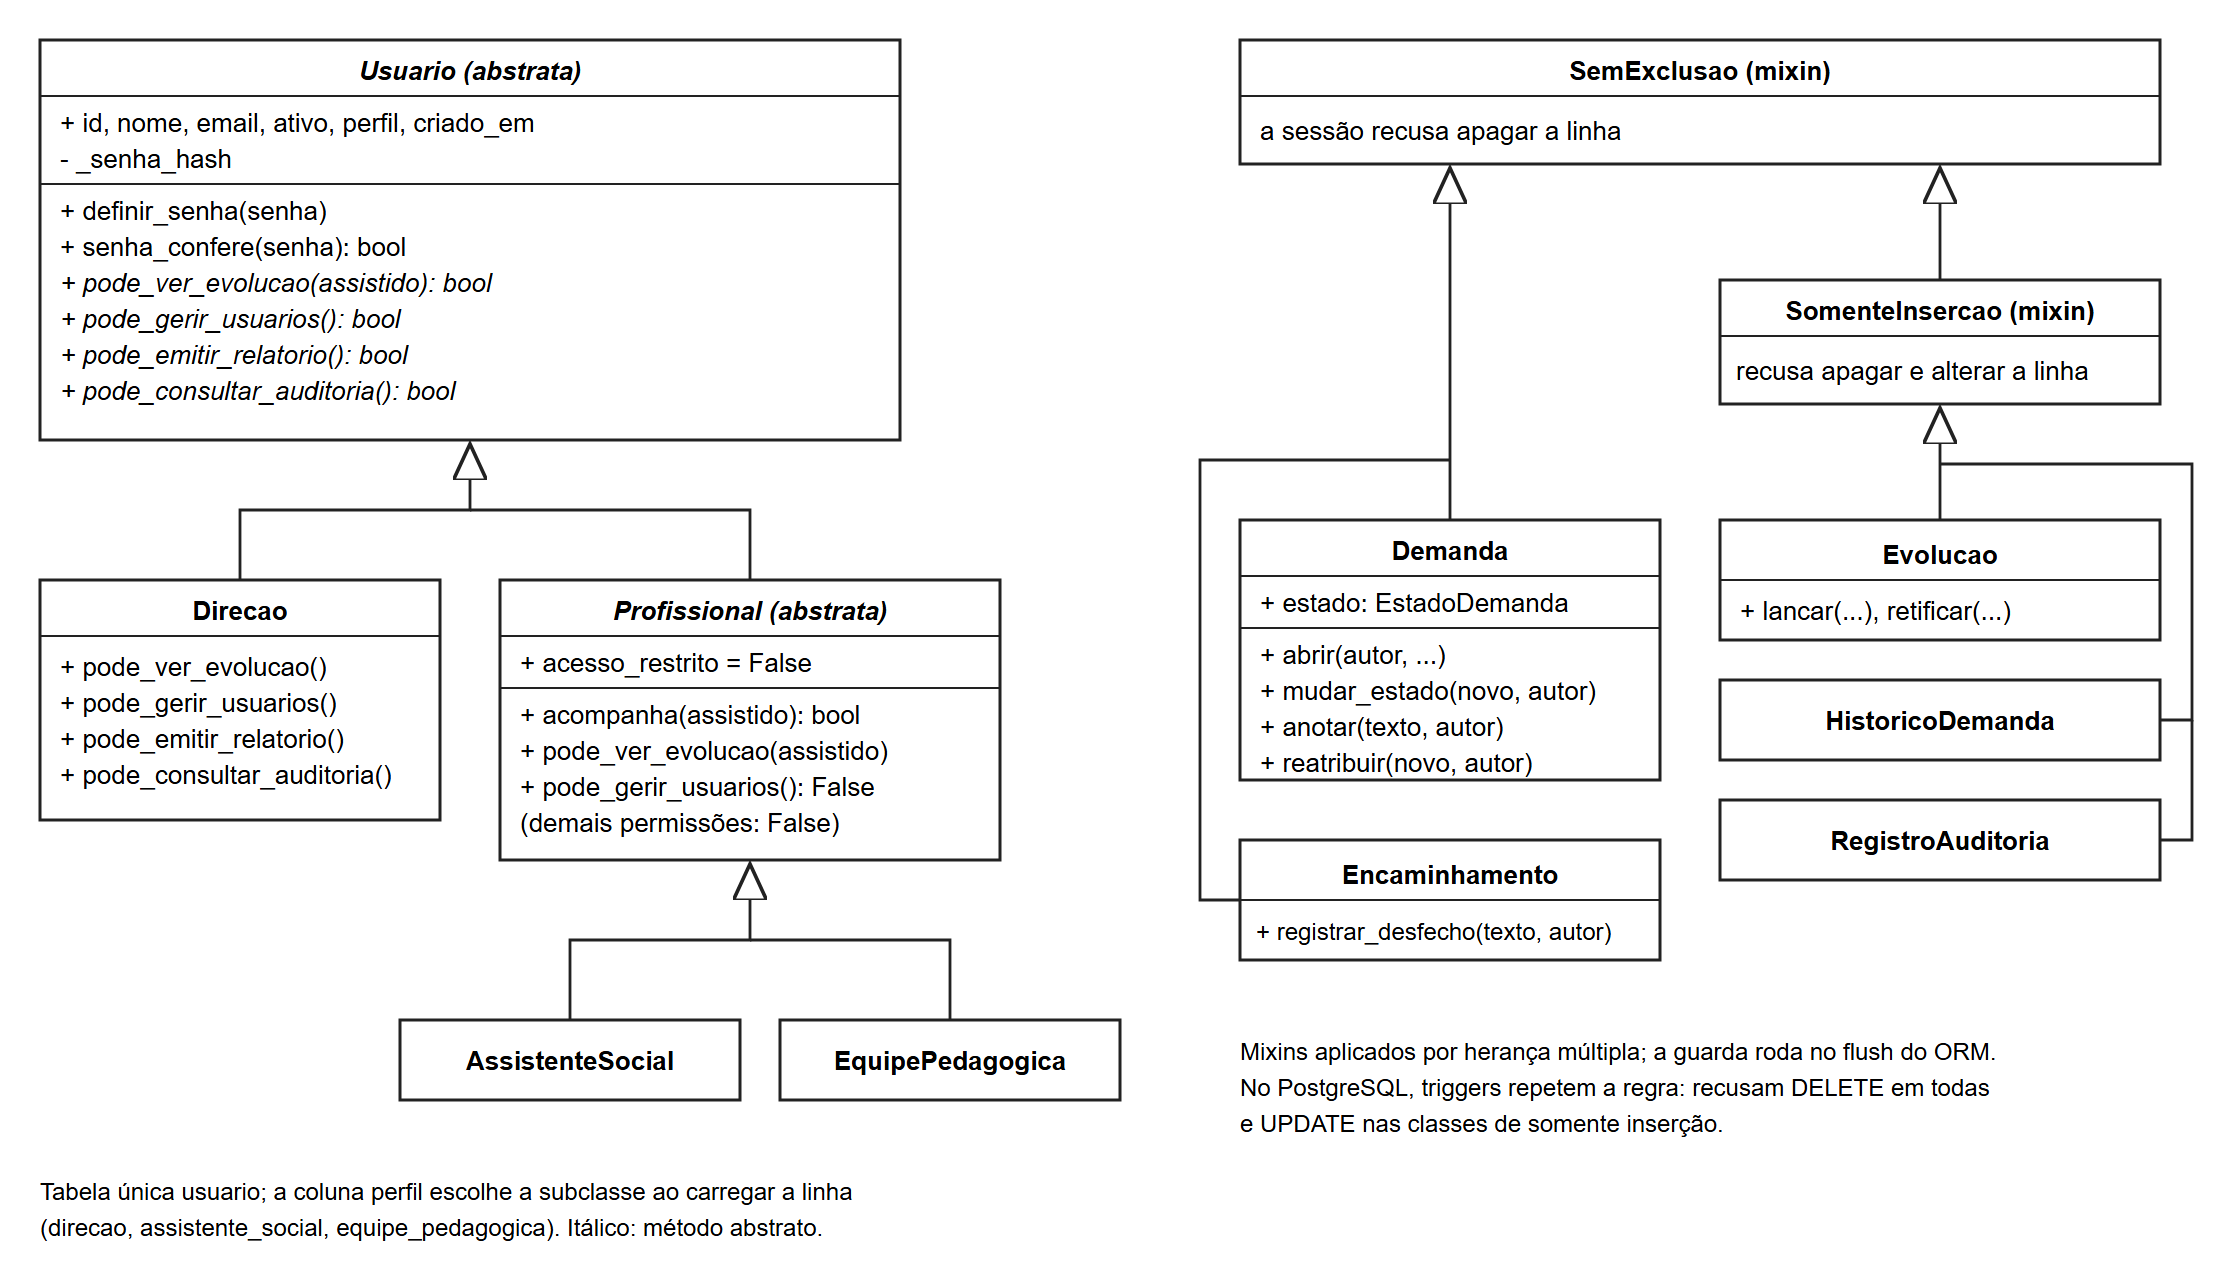 Usuario (abstrata)
+ id, nome, email, ativo, perfil, criado_em
- _senha_hash
+ definir_senha(senha)
+ senha_confere(senha): bool
+ pode_ver_evolucao(assistido): bool
+ pode_gerir_usuarios(): bool
+ pode_emitir_relatorio(): bool
+ pode_consultar_auditoria(): bool
Direcao
+ pode_ver_evolucao()
+ pode_gerir_usuarios()
+ pode_emitir_relatorio()
+ pode_consultar_auditoria()
Profissional (abstrata)
+ acesso_restrito = False
+ acompanha(assistido): bool
+ pode_ver_evolucao(assistido)
+ pode_gerir_usuarios(): False
(demais permissões: False)
AssistenteSocial
EquipePedagogica
Tabela única usuario; a coluna perfil escolhe a subclasse ao carregar a linha
(direcao, assistente_social, equipe_pedagogica). Itálico: método abstrato.
SemExclusao (mixin)
a sessão recusa apagar a linha
SomenteInsercao (mixin)
recusa apagar e alterar a linha
Demanda
+ estado: EstadoDemanda
+ abrir(autor, ...)
+ mudar_estado(novo, autor)
+ anotar(texto, autor)
+ reatribuir(novo, autor)
Encaminhamento
+ registrar_desfecho(texto, autor)
Evolucao
+ lancar(...), retificar(...)
HistoricoDemanda
RegistroAuditoria
Mixins aplicados por herança múltipla; a guarda roda no flush do ORM.
No PostgreSQL, triggers repetem a regra: recusam DELETE em todas
e UPDATE nas classes de somente inserção.